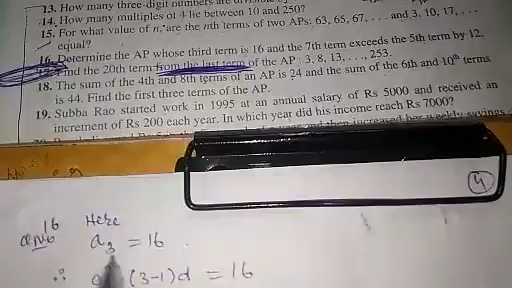 13. How many three-digit numbers are divisible by
14. How many multiples of 4 lie between 10 and 250?
15. For what value of n, are the nth terms of two APs: 63, 65, 67, . . . and 3, 10, 17, . . .
equal?
16. Determine the AP whose third term is 16 and the 7th term exceeds the 5th term by 12.
17. Find the 20th term from the last term of the AP : 3, 8, 13, . . ., 253.
18. The sum of the 4th and 8th terms of an AP is 24 and the sum of the 6th and 10th terms
is 44. Find the first three terms of the AP.
19. Subba Rao started work in 1995 at an annual salary of Rs 5000 and received an
increment of Rs 200 each year. In which year did his income reach Rs 7000?
then increased her weekly savings
4
16 Here
ans a3 = 16
∴ (3-1)d = 16